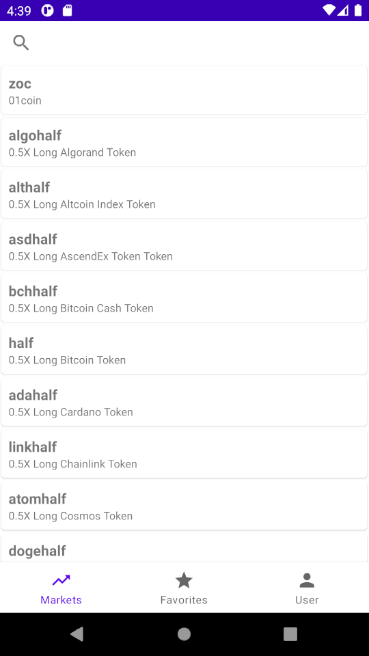 4:39
zoc
01coin
algohalf
0.5X Long Algorand Token
althalf
0.5X Long Altcoin Index Token
asdhalf
0.5X Long AscendEx Token Token
bchhalf
0.5X Long Bitcoin Cash Token
half
0.5X Long Bitcoin Token
adahalf
0.5X Long Cardano Token
linkhalf
0.5X Long Chainlink Token
atomhalf
0.5X Long Cosmos Token
dogehalf
Markets Favorites User